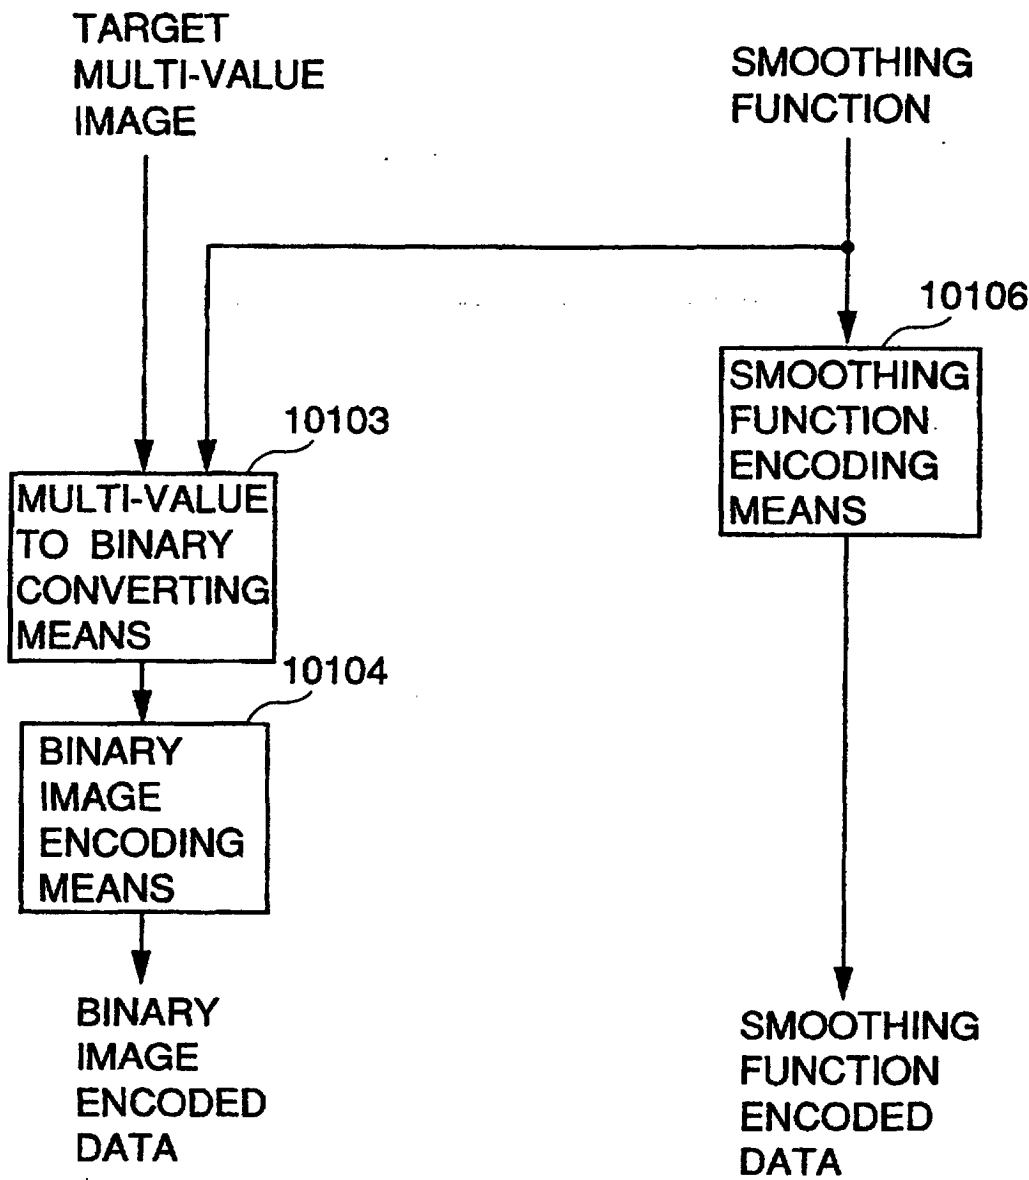 TARGET
MULTI-VALUE
IMAGE
SMOOTHING
FUNCTION
10106
SMOOTHING
FUNCTION
ENCODING
MEANS
10103
MULTI-VALUE
TO BINARY
CONVERTING
MEANS
10104
BINARY
IMAGE
ENCODING
MEANS
BINARY
IMAGE
ENCODED
DATA
SMOOTHING
FUNCTION
ENCODED
DATA